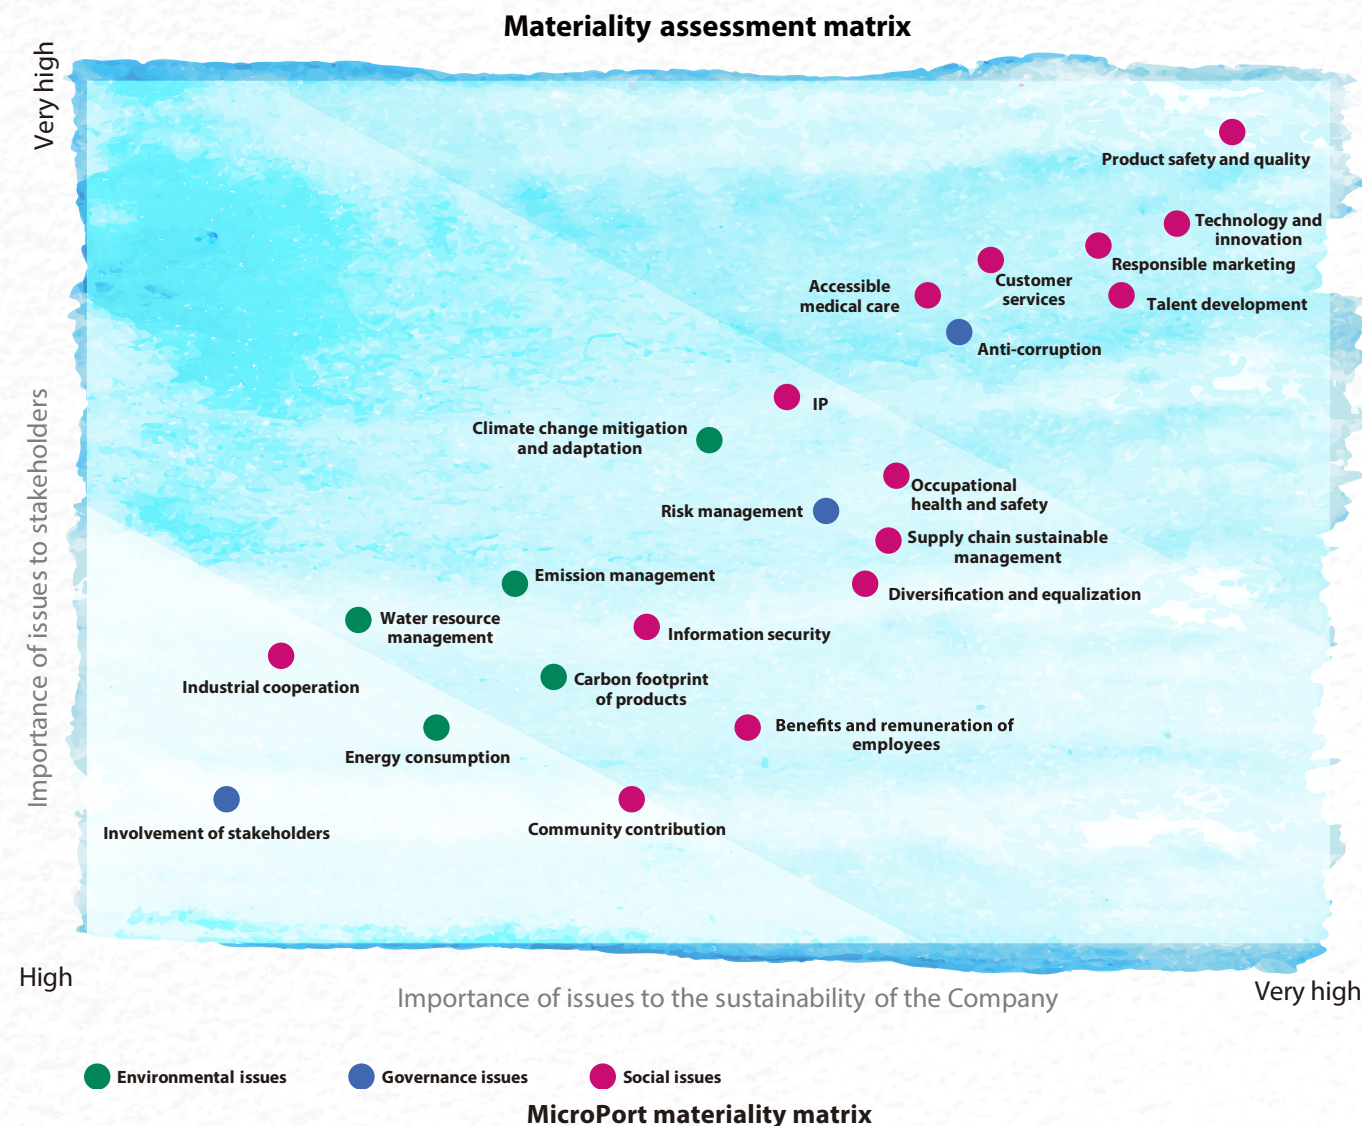 Materiality assessment matrix
Very high
Importance of issues to stakeholders
Product safety and quality
Technology and
innovation
Responsible marketing
Customer
services
Accessible
medical care
Talent development
Anti-corruption
IP
Climate change mitigation
and adaptation
Occupational
health and safety
Risk management
Supply chain sustainable
management
Emission management
Diversification and equalization
Water resource
management
Information security
Industrial cooperation
Carbon footprint
of products
Benefits and remuneration of
employees
Energy consumption
Involvement of stakeholders
Community contribution
High
Importance of issues to the sustainability of the Company
Very high
Environmental issues
Governance issues
Social issues
MicroPort materiality matrix